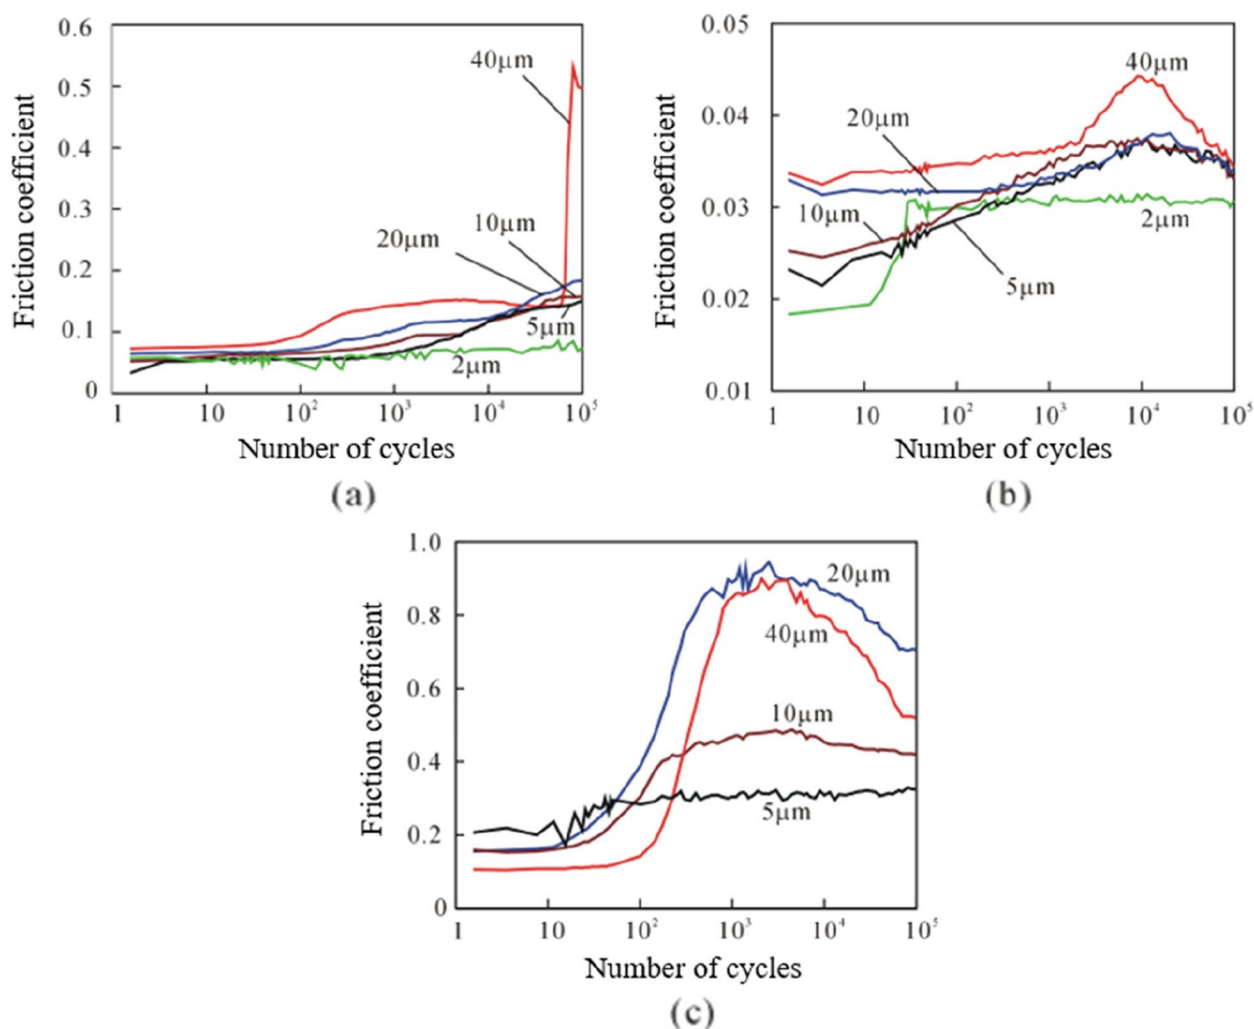 0.6
0.5
0.4
0.3
0.2
0.1
0
Friction coefficient
40μm
10μm
20μm
5μm
2μm
1 10 10² 10³ 10⁴ 10⁵
Number of cycles
(a)
0.05
0.04
0.03
0.02
0.01
Friction coefficient
40μm
20μm
10μm
2μm
5μm
1 10 10² 10³ 10⁴ 10⁵
Number of cycles
(b)
1.0
0.8
0.6
0.4
0.2
0
Friction coefficient
20μm
40μm
10μm
5μm
1 10 10² 10³ 10⁴ 10⁵
Number of cycles
(c)